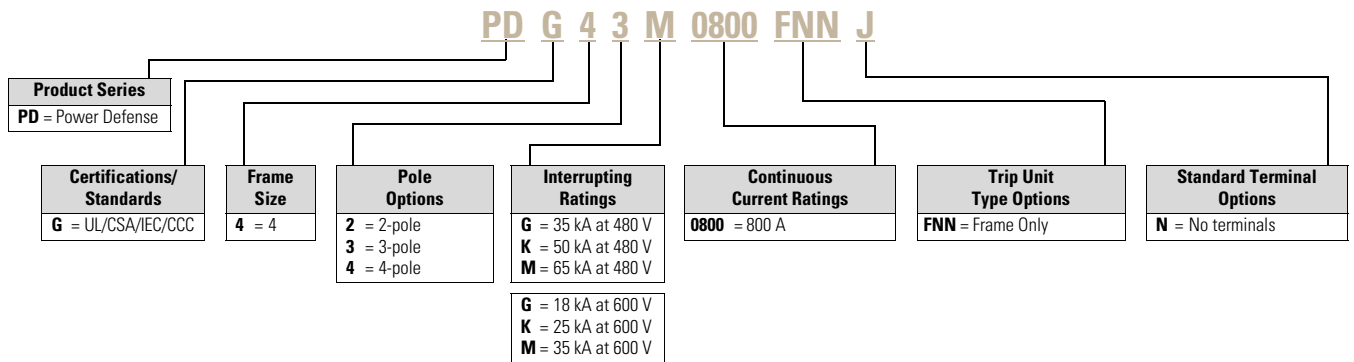 PD G 4 3 M 0800 FNN J
Product Series
PD = Power Defense
Certifications/
Standards
G = UL/CSA/IEC/CCC
Frame
Size
4 = 4
Pole
Options
2 = 2-pole
3 = 3-pole
4 = 4-pole
Interrupting
Ratings
G = 35 kA at 480 V
K = 50 kA at 480 V
M = 65 kA at 480 V
G = 18 kA at 600 V
K = 25 kA at 600 V
M = 35 kA at 600 V
Continuous
Current Ratings
0800 = 800 A
Trip Unit
Type Options
FNN = Frame Only
Standard Terminal
Options
N = No terminals